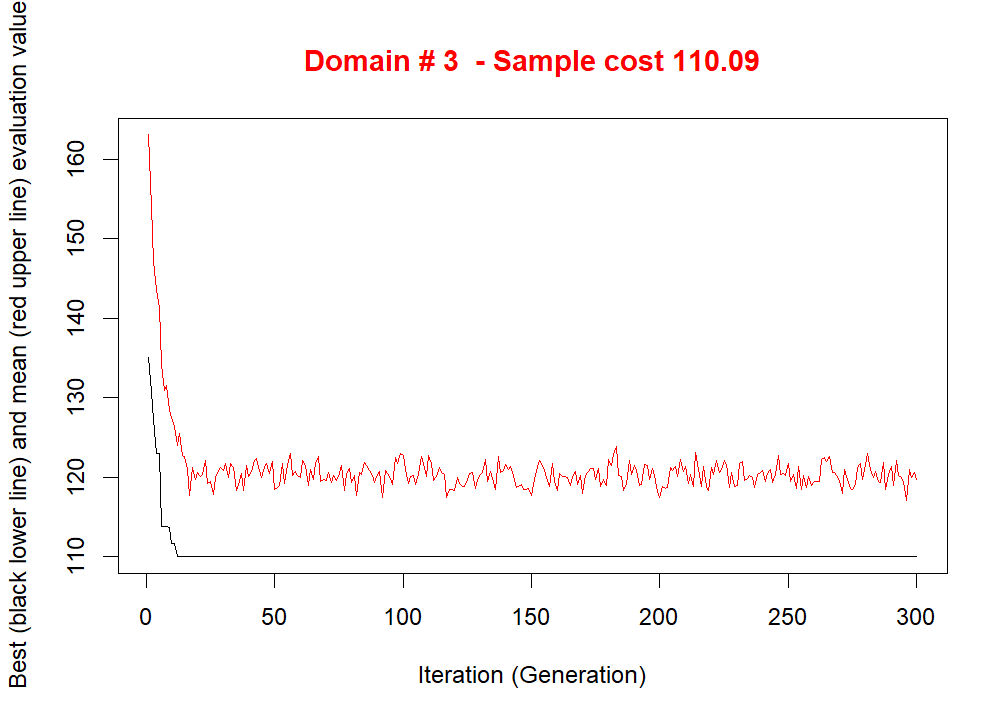 Domain # 3 - Sample cost 110.09
Best (black lower line) and mean (red upper line) evaluation value
160
150
140
130
120
110
0 50 100 150 200 250 300
Iteration (Generation)